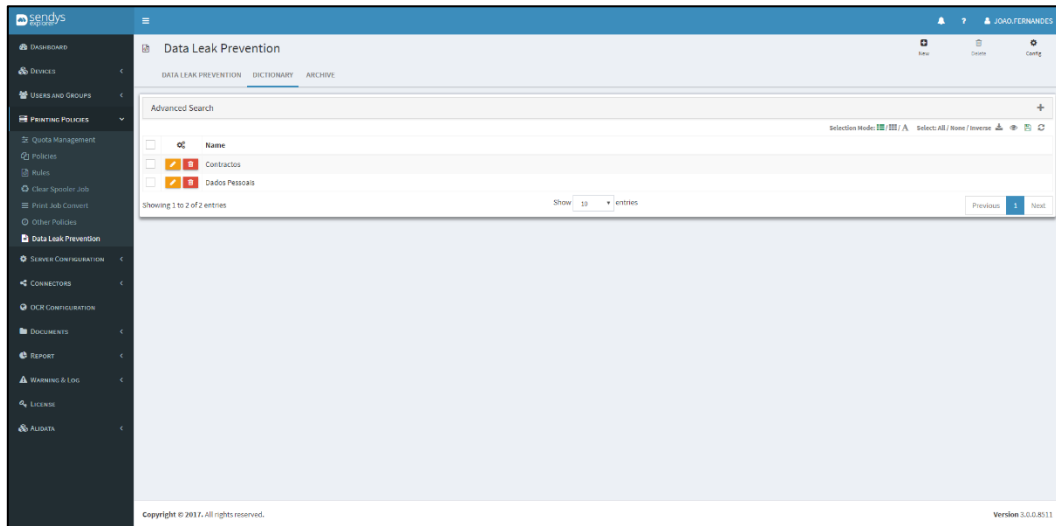 sendys
explorer
JOAO.FERNANDES
DASHBOARD
DEVICES
USERS AND GROUPS
PRINTING POLICIES
Quota Management
Policies
Rules
Clear Spooler Job
Print Job Convert
Other Policies
Data Leak Prevention
SERVER CONFIGURATION
CONNECTORS
OCR CONFIGURATION
DOCUMENTS
REPORT
WARNING & LOG
LICENSE
ALIDATA
Data Leak Prevention
New
Delete
Config
DATA LEAK PREVENTION DICTIONARY ARCHIVE
Advanced Search
Selection Mode: / / A Select: All / None / Inverse
Name
Contractos
Dados Pessoais
Showing 1 to 2 of 2 entries
Show 10 entries
Previous 1 Next
Copyright © 2017. All rights reserved.
Version 3.0.0.8511